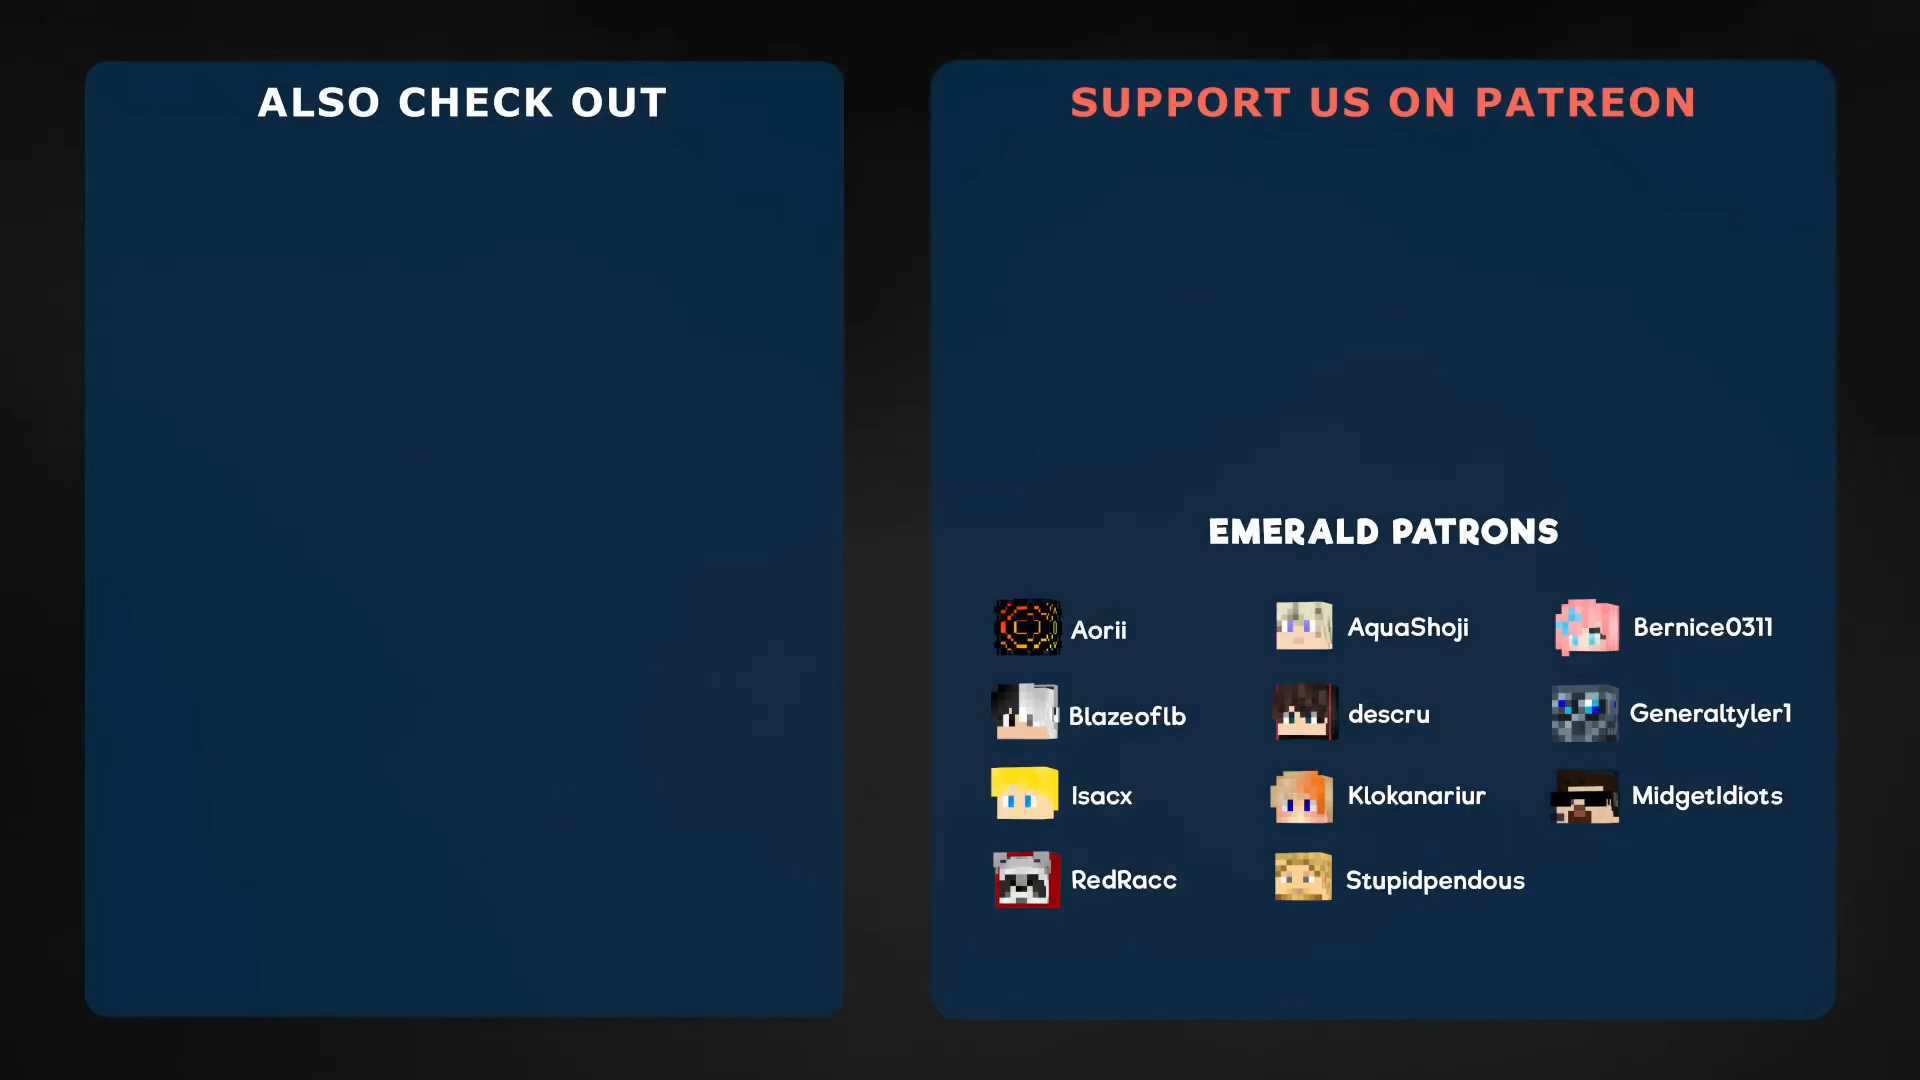 ALSO CHECK OUT
SUPPORT US ON PATREON
EMERALD PATRONS
Aorii
AquaShoji
Bernice0311
Blazeoflb
descru
Generaltyler1
Isacx
Klokanariur
MidgetIdiots
RedRacc
Stupidpendous